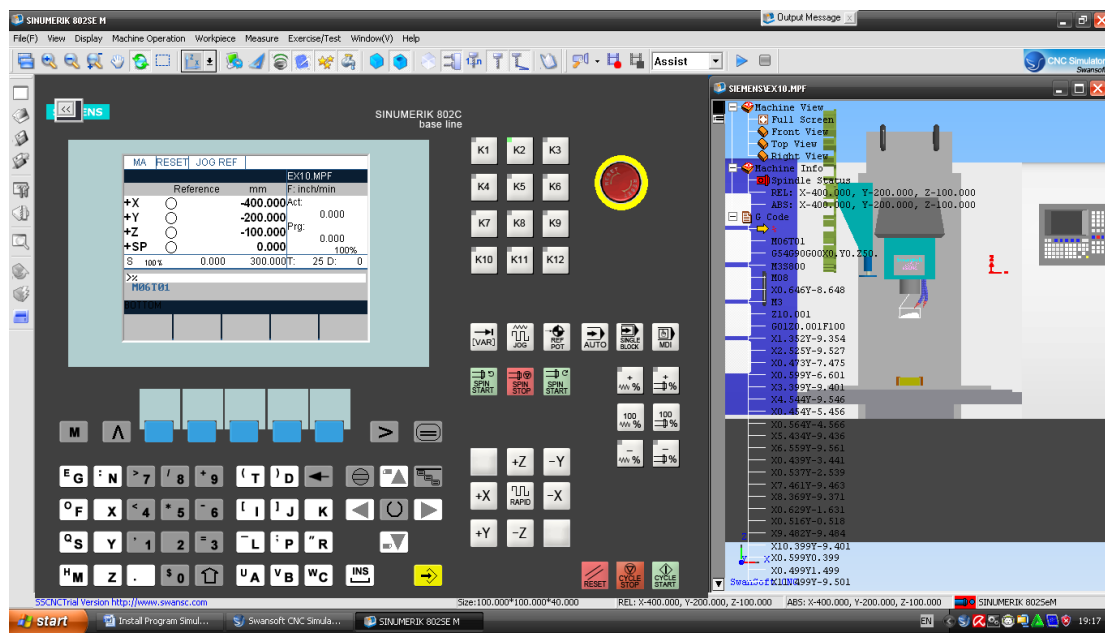 SINUMERIK 802SE M
Output Message x
File(F) View Display Machine Operation Workpiece Measure Exercise/Test Window(V) Help
Assist
CNC Simulator
Swansoft
<< ENS
SINUMERIK 802C
base line
MA RESET JOG REF
EX10.MPF
Reference mm F: inch/min
+X -400.000 Act:
+Y -200.000 0.000
+Z -100.000 Prg:
0.000
+SP 0.000 100%
S 100% 0.000 300.000 T: 25 D: 0
>%
M06T01
BOTTOM
K1 K2 K3
K4 K5 K6
K7 K8 K9
K10 K11 K12
[VAR] JOG REF POT AUTO SINGLE BLOCK MDI
SPIN START SPIN STOP SPIN START + % + %
100 % 100 %
- % - %
M Λ >
+Z -Y
+X RAPID -X
+Y -Z
E G : N > 7 / 8 + 9 ( T ) D
O F X < 4 * 5 - 6 [ I ] J K
Q S Y ' 1 2 = 3 ‾ L : P " R
H M Z . $ 0 U A V B W C INS
RESET CYCLE STOP CYCLE START
SIEMENS\EX10.MPF
Machine View
Full Screen
Front View
Top View
Right View
Machine Info
Spindle Status
REL: X-400.000, Y-200.000, Z-100.000
ABS: X-400.000, Y-200.000, Z-100.000
G Code
%
M06T01
G54G90G00X0.Y0.Z50.
M3S800
M08
X0.646Y-8.648
M3
Z10.001
G01Z0.001F100
X1.352Y-9.354
X2.525Y-9.527
X0.473Y-7.475
X0.599Y-6.601
X3.399Y-9.401
X4.544Y-9.546
X0.454Y-5.456
X0.564Y-4.566
X5.434Y-9.436
X6.559Y-9.561
X0.439Y-3.441
X0.537Y-2.539
X7.461Y-9.463
X8.369Y-9.371
X0.629Y-1.631
X0.516Y-0.518
X9.482Y-9.484
X10.399Y-9.401
X0.599Y0.399
X0.499Y1.499
Z
X
SSCNCTrial Version http://www.swansc.com
Size:100.000*100.000*40.000
REL: X-400.000, Y-200.000, Z-100.000
ABS: X-400.000, Y-200.000, Z-100.000
SINUMERIK 802SeM
start
Install Program Simul...
Swansoft CNC Simula...
SINUMERIK 802SE M
EN
19:17